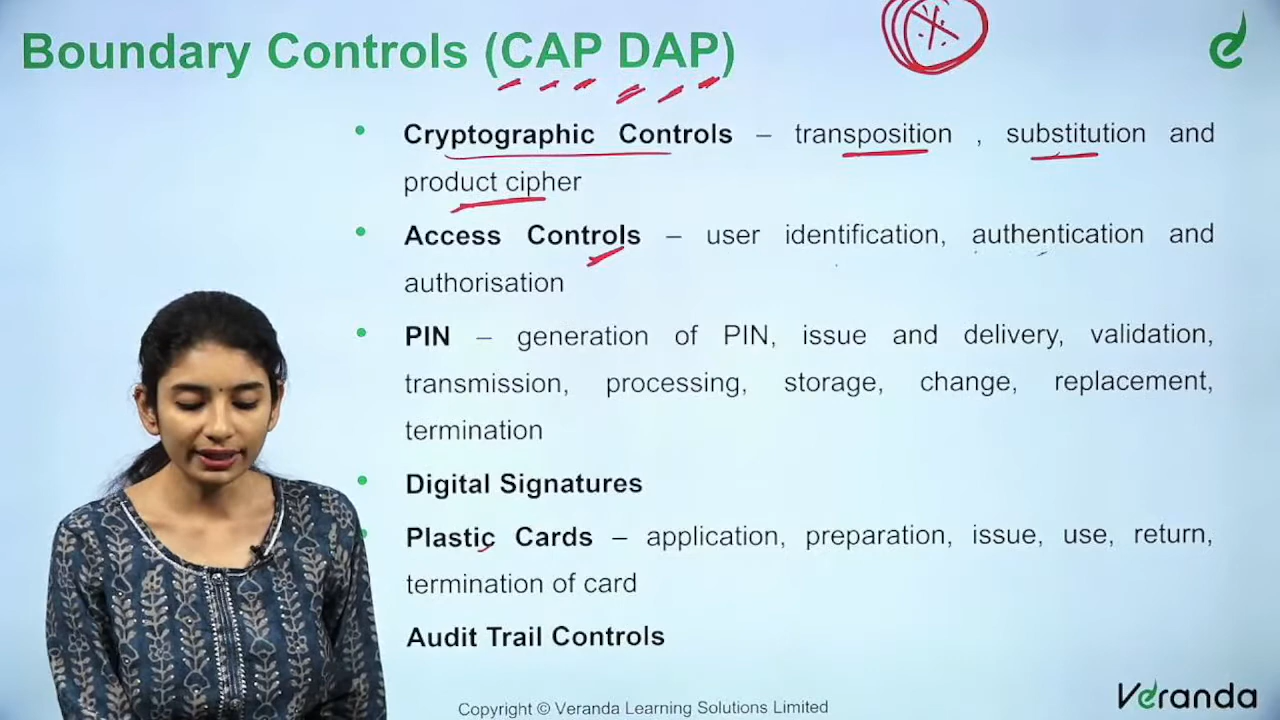 Boundary Controls (CAP DAP)
• Cryptographic Controls – transposition , substitution and
product cipher
• Access Controls – user identification, authentication and
authorisation
• PIN – generation of PIN, issue and delivery, validation,
transmission, processing, storage, change, replacement,
termination
• Digital Signatures
• Plastic Cards – application, preparation, issue, use, return,
termination of card
Audit Trail Controls
Copyright © Veranda Learning Solutions Limited
Veranda